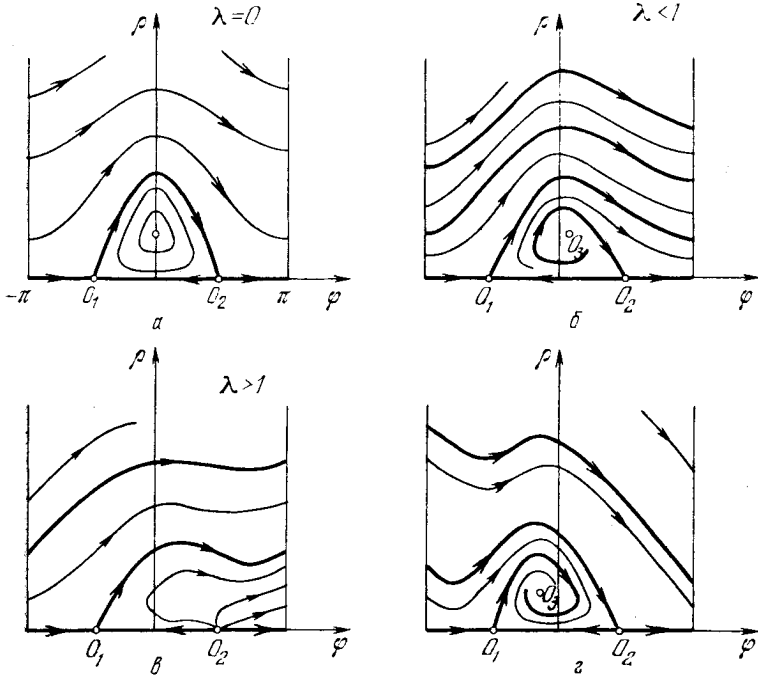 ρ λ=0
-π O₁ O₂ π φ
а
ρ λ<1
O₃
O₁ O₂ φ
б
ρ λ>1
O₁ O₂ φ
в
ρ
O₃
O₁ O₂ φ
г